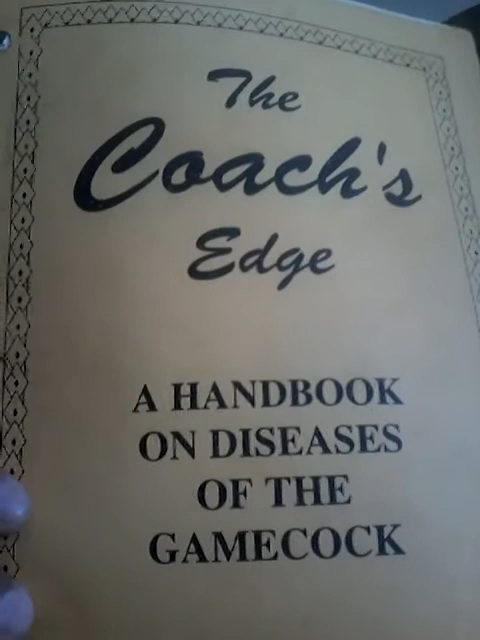 The
Coach's
Edge
A HANDBOOK
ON DISEASES
OF THE
GAMECOCK